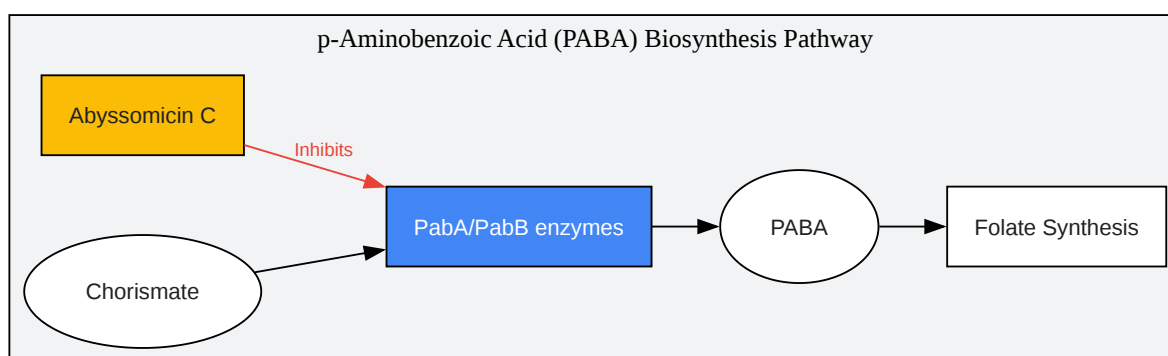 p-Aminobenzoic Acid (PABA) Biosynthesis Pathway
Abyssomicin C
Inhibits
PabA/PabB enzymes
PABA
Folate Synthesis
Chorismate